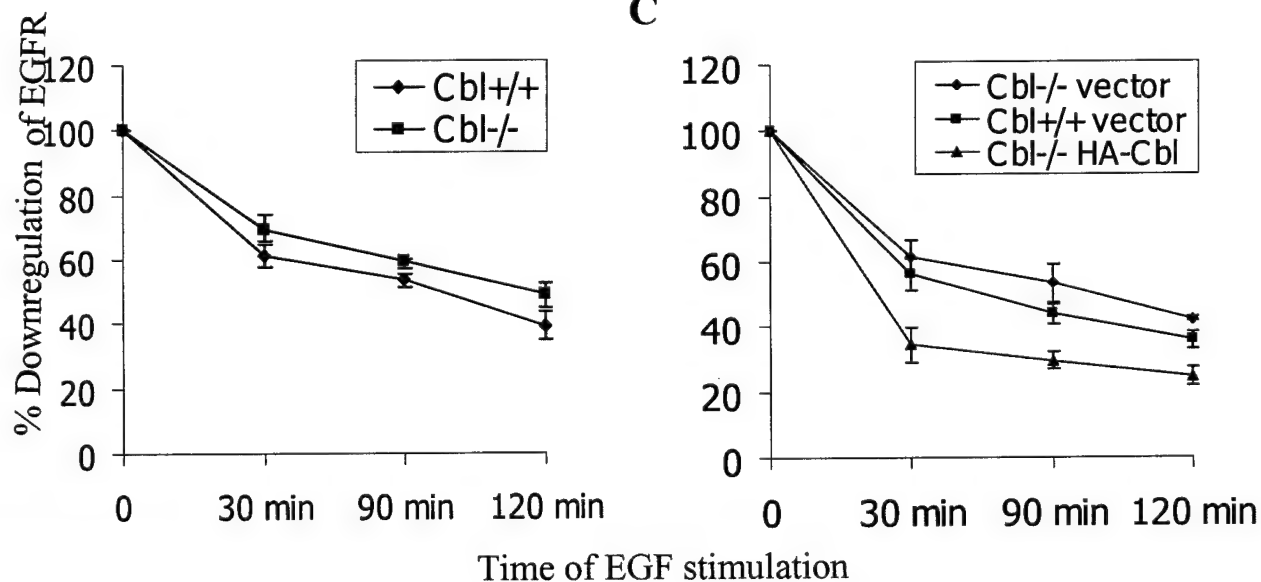 C
% Downregulation of EGFR
120
100
80
60
40
20
0
0 30 min 90 min 120 min
Cbl+/+
Cbl-/-
120
100
80
60
40
20
0
0 30 min 90 min 120 min
Cbl-/- vector
Cbl+/+ vector
Cbl-/- HA-Cbl
Time of EGF stimulation